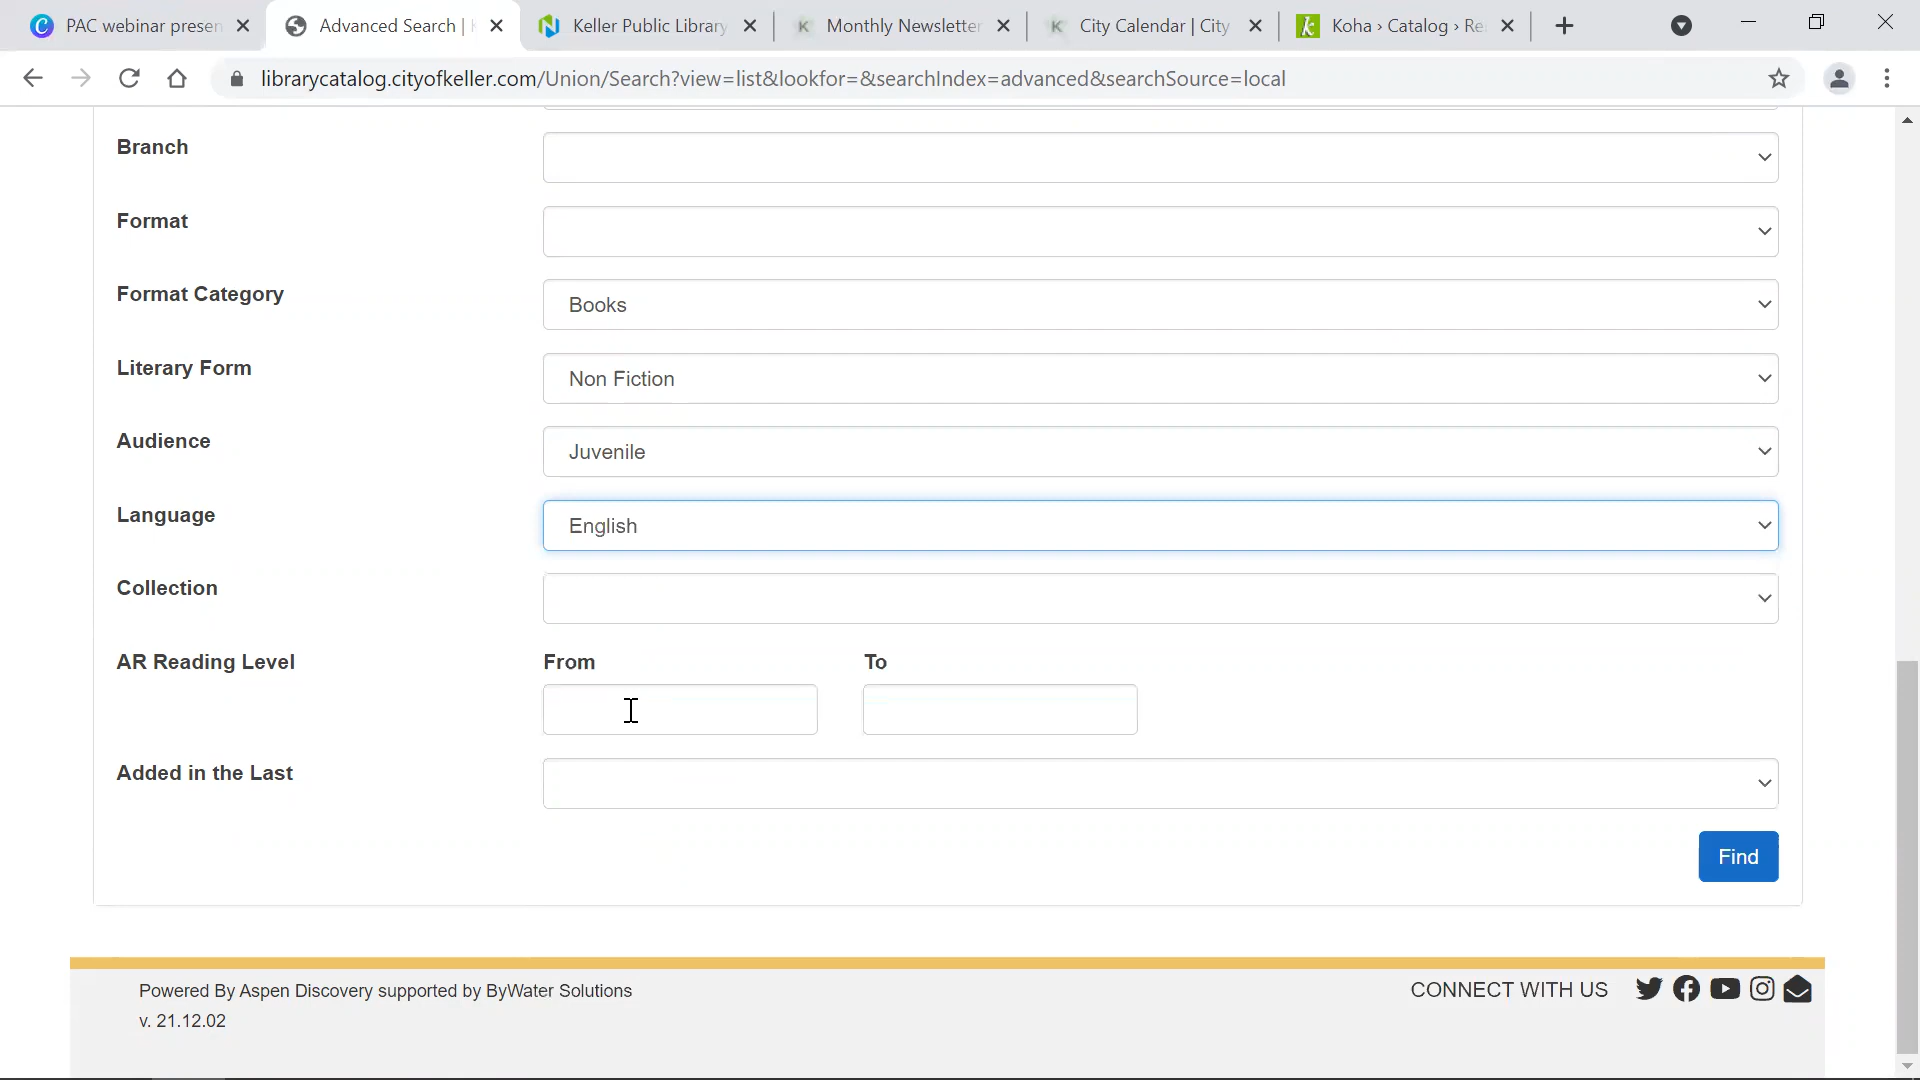 PAC webinar presen
Advanced Search | K
Keller Public Library
Monthly Newsletter
City Calendar | City
Koha › Catalog › Re
librarycatalog.cityofkeller.com/Union/Search?view=list&lookfor=&searchIndex=advanced&searchSource=local
Branch
Format
Format Category
Books
Literary Form
Non Fiction
Audience
Juvenile
Language
English
Collection
AR Reading Level
From
To
Added in the Last
Find
Powered By Aspen Discovery supported by ByWater Solutions
v. 21.12.02
CONNECT WITH US